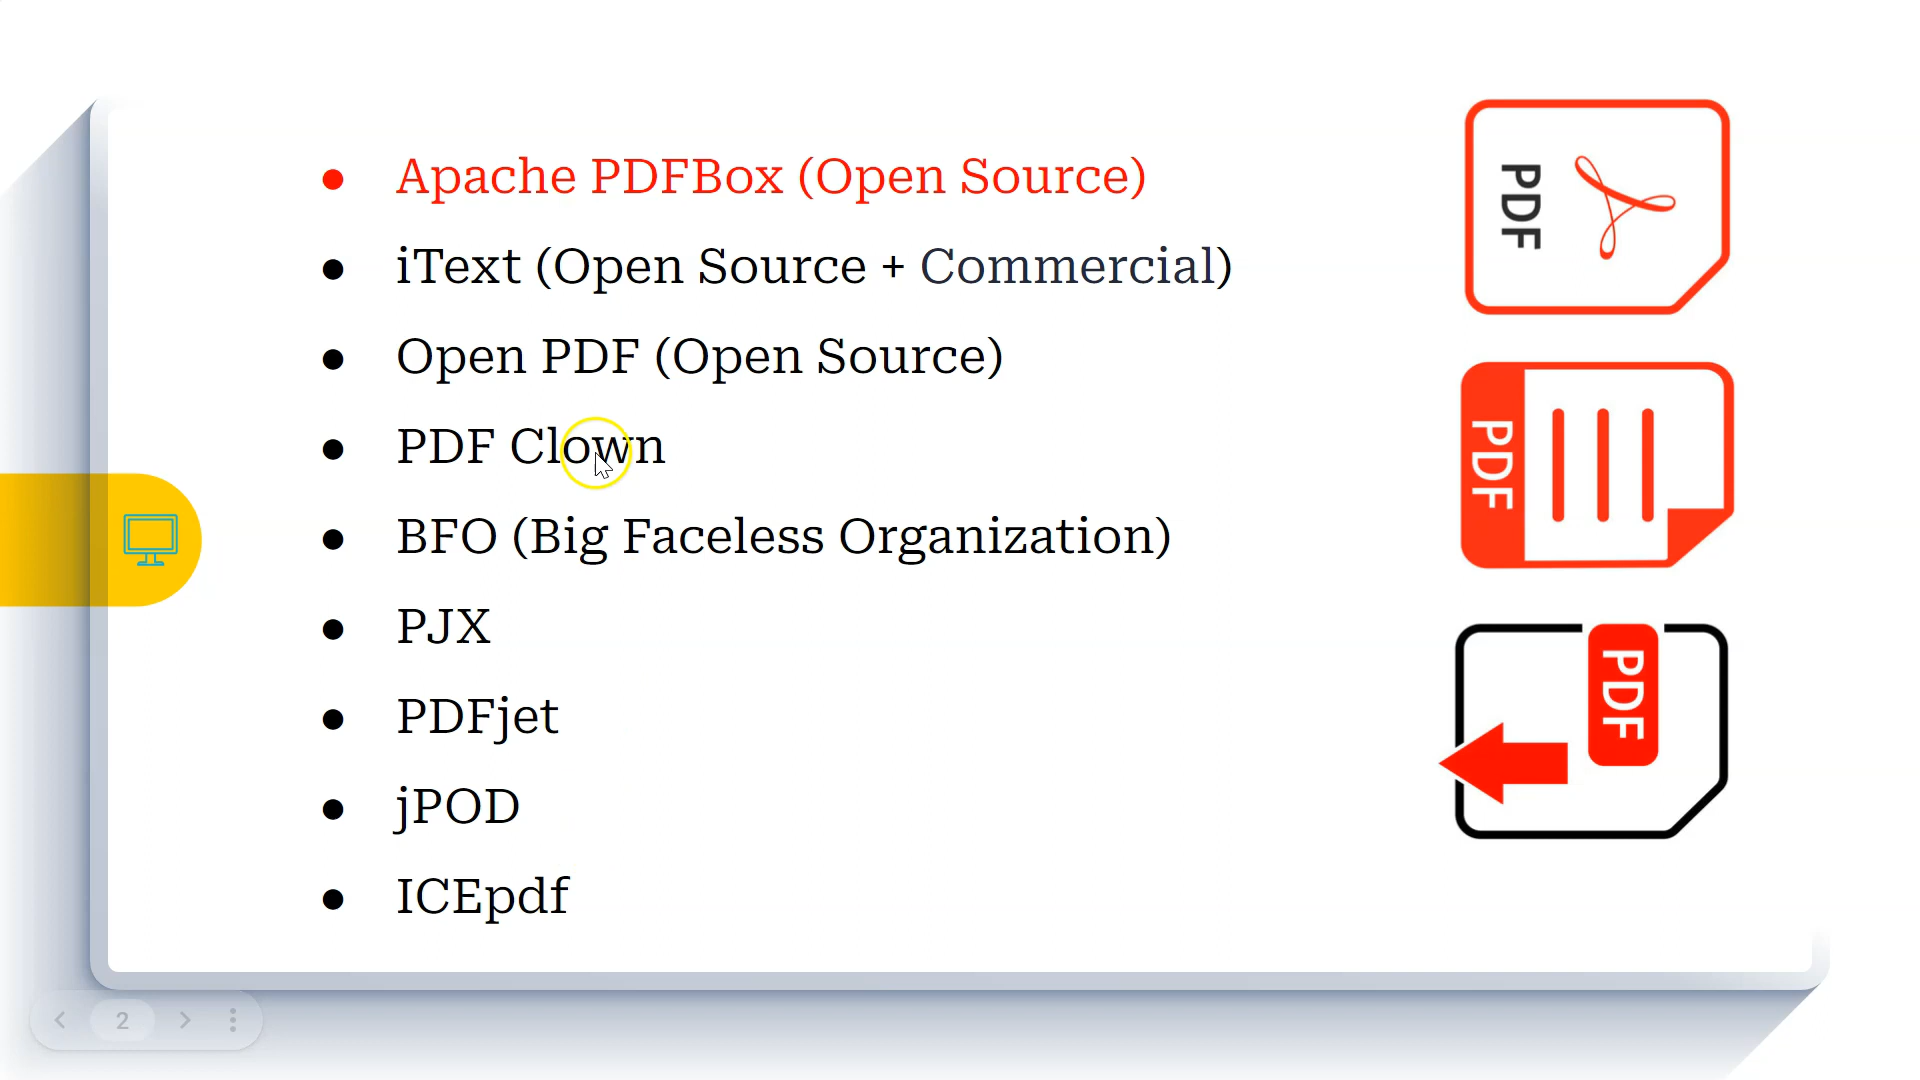 ● Apache PDFBox (Open Source)
● iText (Open Source + Commercial)
● Open PDF (Open Source)
● PDF Clown
● BFO (Big Faceless Organization)
● PJX
● PDFjet
● jPOD
● ICEpdf
PDF
PDF
PDF
2